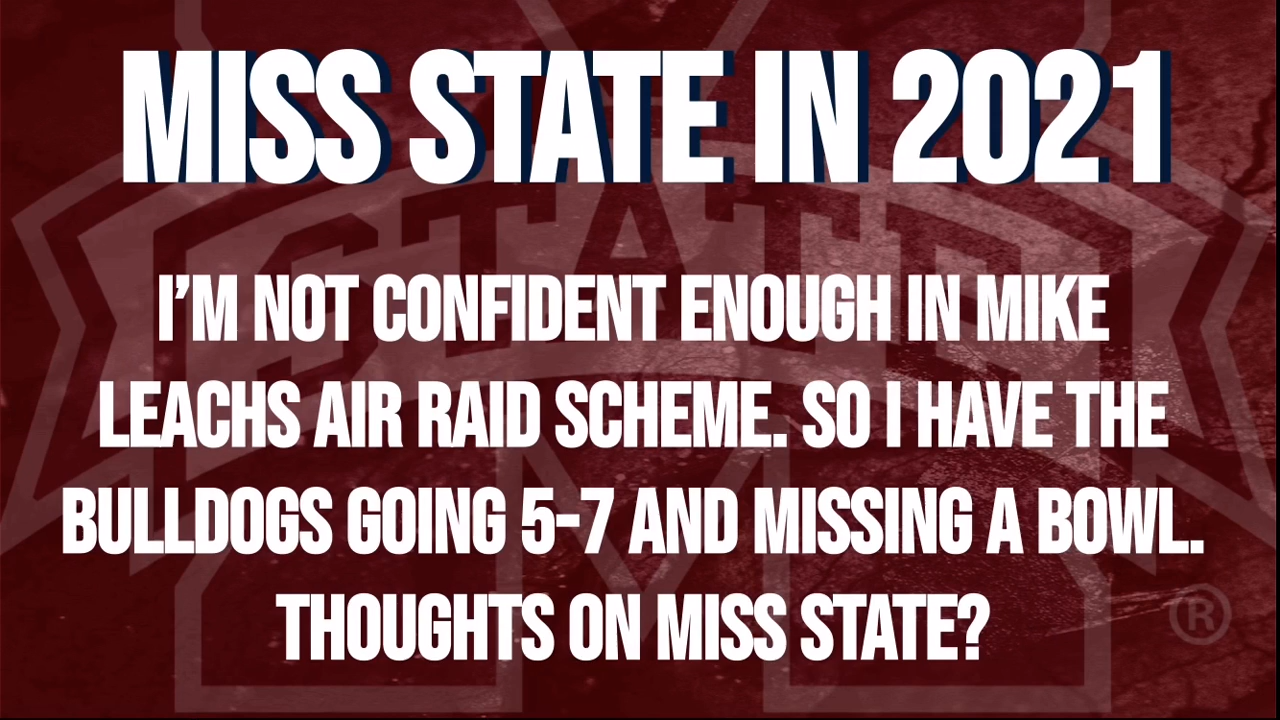 MISS STATE IN 2021
STATE
I'M NOT CONFIDENT ENOUGH IN MIKE
LEACHS AIR RAID SCHEME. SO I HAVE THE
BULLDOGS GOING 5-7 AND MISSING A BOWL.
THOUGHTS ON MISS STATE?
®